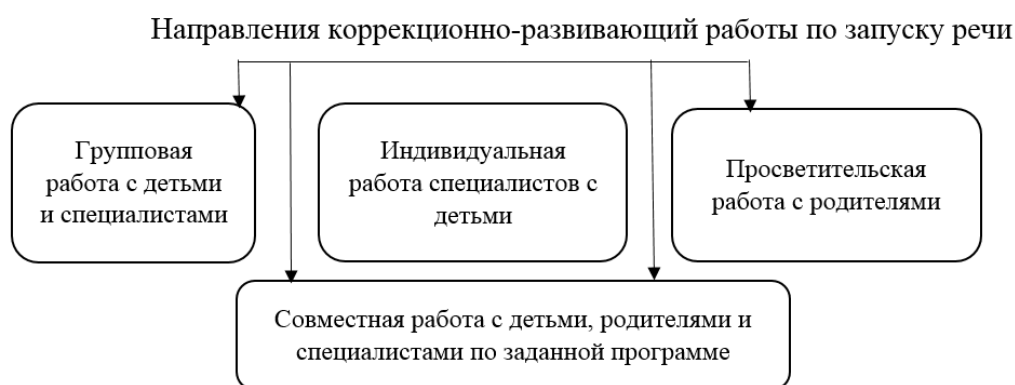 Направления коррекционно-развивающий работы по запуску речи
Групповая
работа с детьми
и специалистами
Индивидуальная
работа специалистов с
детьми
Просветительская
работа с родителями
Совместная работа с детьми, родителями и
специалистами по заданной программе